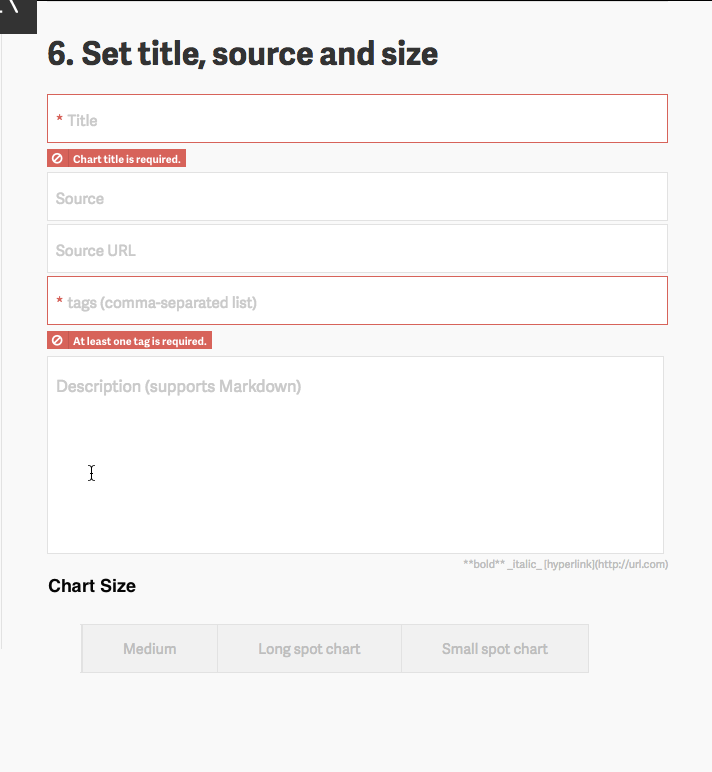 6. Set title, source and size
* Title
Chart title is required.
Source
Source URL
* tags (comma-separated list)
At least one tag is required.
Description (supports Markdown)
**bold** _italic_ [hyperlink](http://url.com)
Chart Size
Medium
Long spot chart
Small spot chart